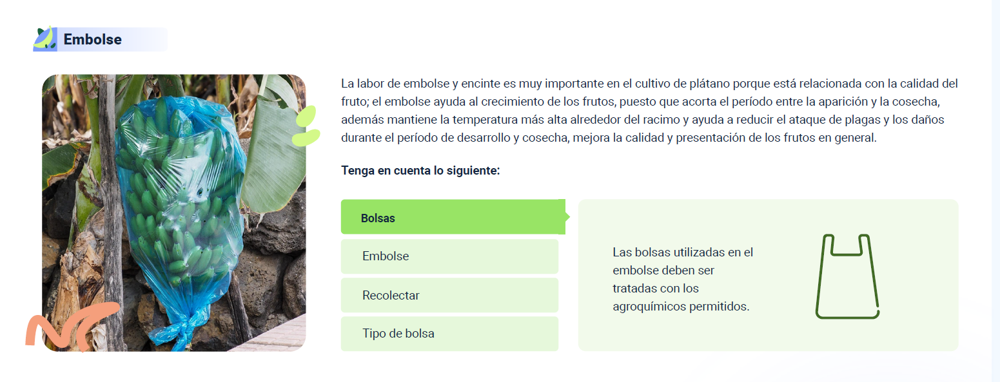 Embolse
La labor de embolse y encinte es muy importante en el cultivo de plátano porque está relacionada con la calidad del
fruto; el embolse ayuda al crecimiento de los frutos, puesto que acorta el período entre la aparición y la cosecha,
además mantiene la temperatura más alta alrededor del racimo y ayuda a reducir el ataque de plagas y los daños
durante el período de desarrollo y cosecha, mejora la calidad y presentación de los frutos en general.
Tenga en cuenta lo siguiente:
Bolsas
Embolse
Recolectar
Tipo de bolsa
Las bolsas utilizadas en el
embolse deben ser
tratadas con los
agroquímicos permitidos.